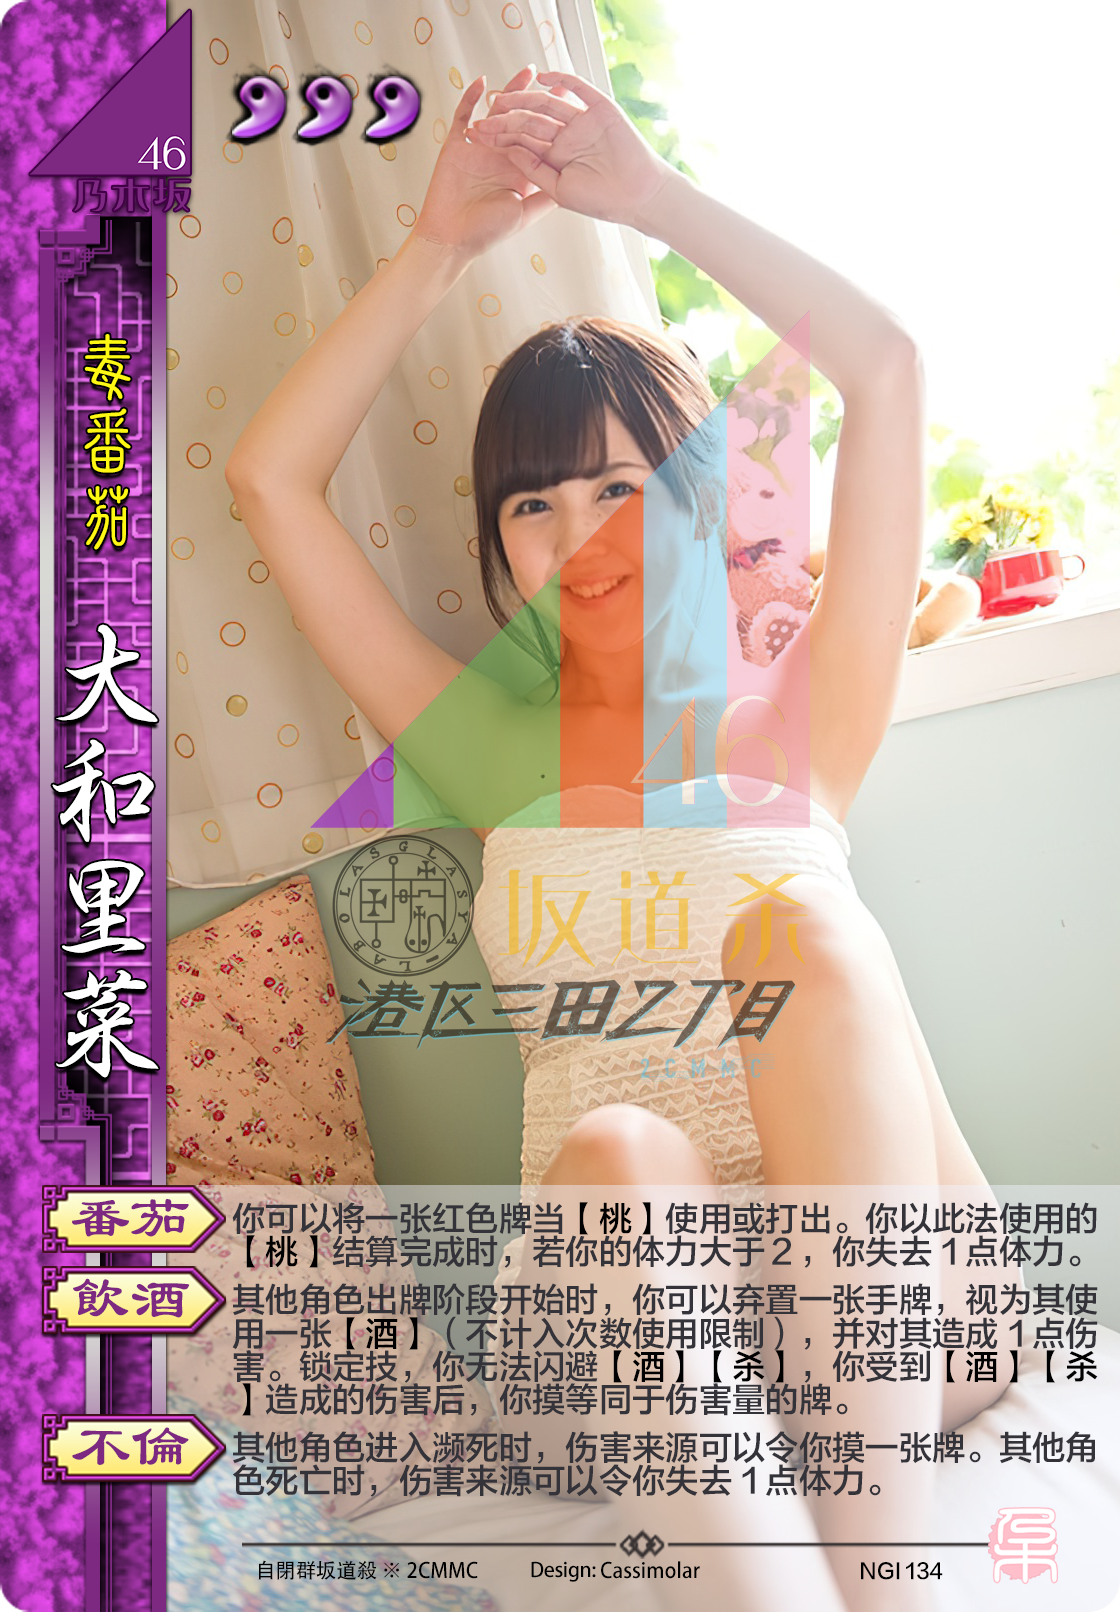 46
乃木坂
毒番茄
大和里菜
46
GLASYALABOLAS
坂道杀
港区三田乙丁目
2CMMC
番茄
你可以将一张红色牌当【桃】使用或打出。你以此法使用的
【桃】结算完成时，若你的体力大于2，你失去1点体力。
飲酒
其他角色出牌阶段开始时，你可以弃置一张手牌，视为其使
用一张【酒】（不计入次数使用限制），并对其造成1点伤
害。锁定技，你无法闪避【酒】【杀】，你受到【酒】【杀
】造成的伤害后，你摸等同于伤害量的牌。
不倫
其他角色进入濒死时，伤害来源可以令你摸一张牌。其他角
色死亡时，伤害来源可以令你失去1点体力。
自閉群坂道殺 ※ 2CMMC Design: Cassimolar NGI 134